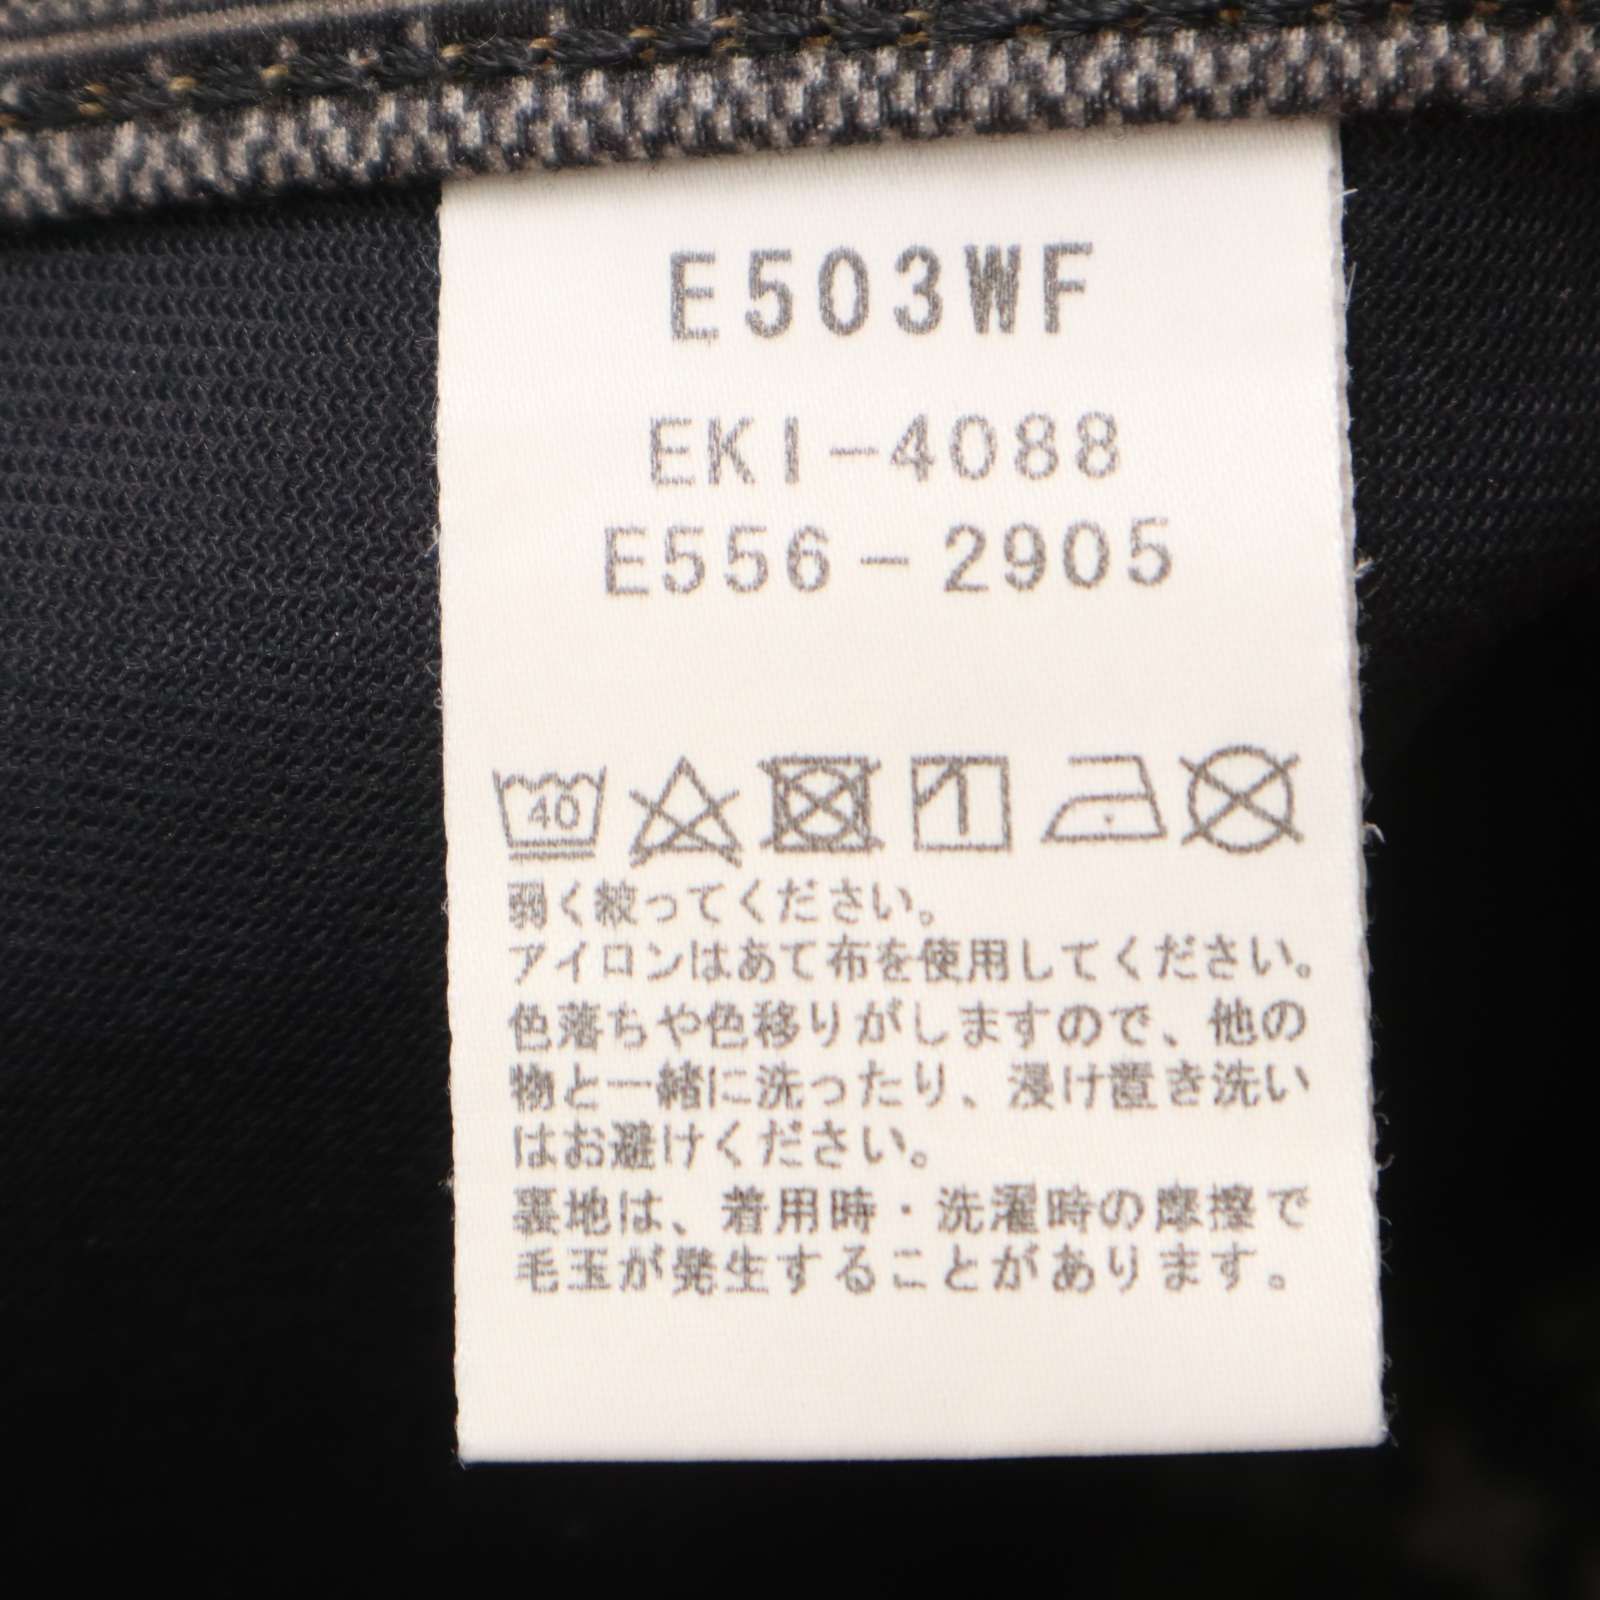 E503WF
EKI-4088
E556-2905
40
弱く絞ってください。
アイロンはあて布を使用してください。
色落ちや色移りがしますので、他の
物と一緒に洗ったり、浸け置き洗い
はお避けください。
裏地は、着用時・洗濯時の摩擦で
毛玉が発生することがあります。